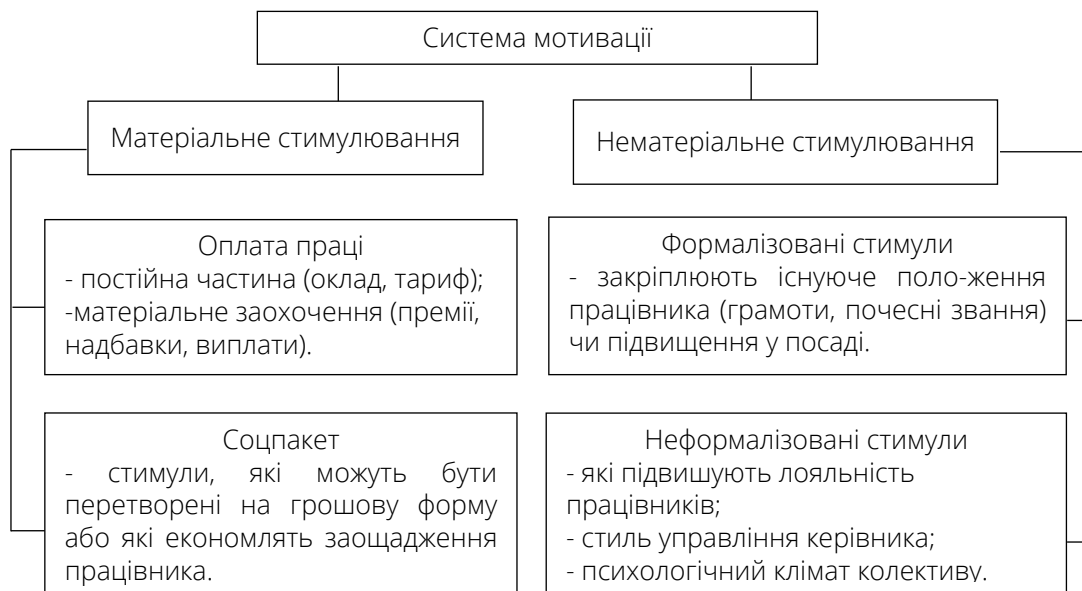 Система мотивації
Матеріальне стимулювання
Нематеріальне стимулювання
Оплата праці
- постійна частина (оклад, тариф);
-матеріальне заохочення (премії,
надбавки, виплати).
Формалізовані стимули
- закріплюють існуюче поло-ження
працівника (грамоти, почесні звання)
чи підвищення у посаді.
Соцпакет
- стимули, які можуть бути
перетворені на грошову форму
або які економлять заощадження
працівника.
Неформалізовані стимули
- які підвишують лояльність
працівників;
- стиль управління керівника;
- психологічний клімат колективу.